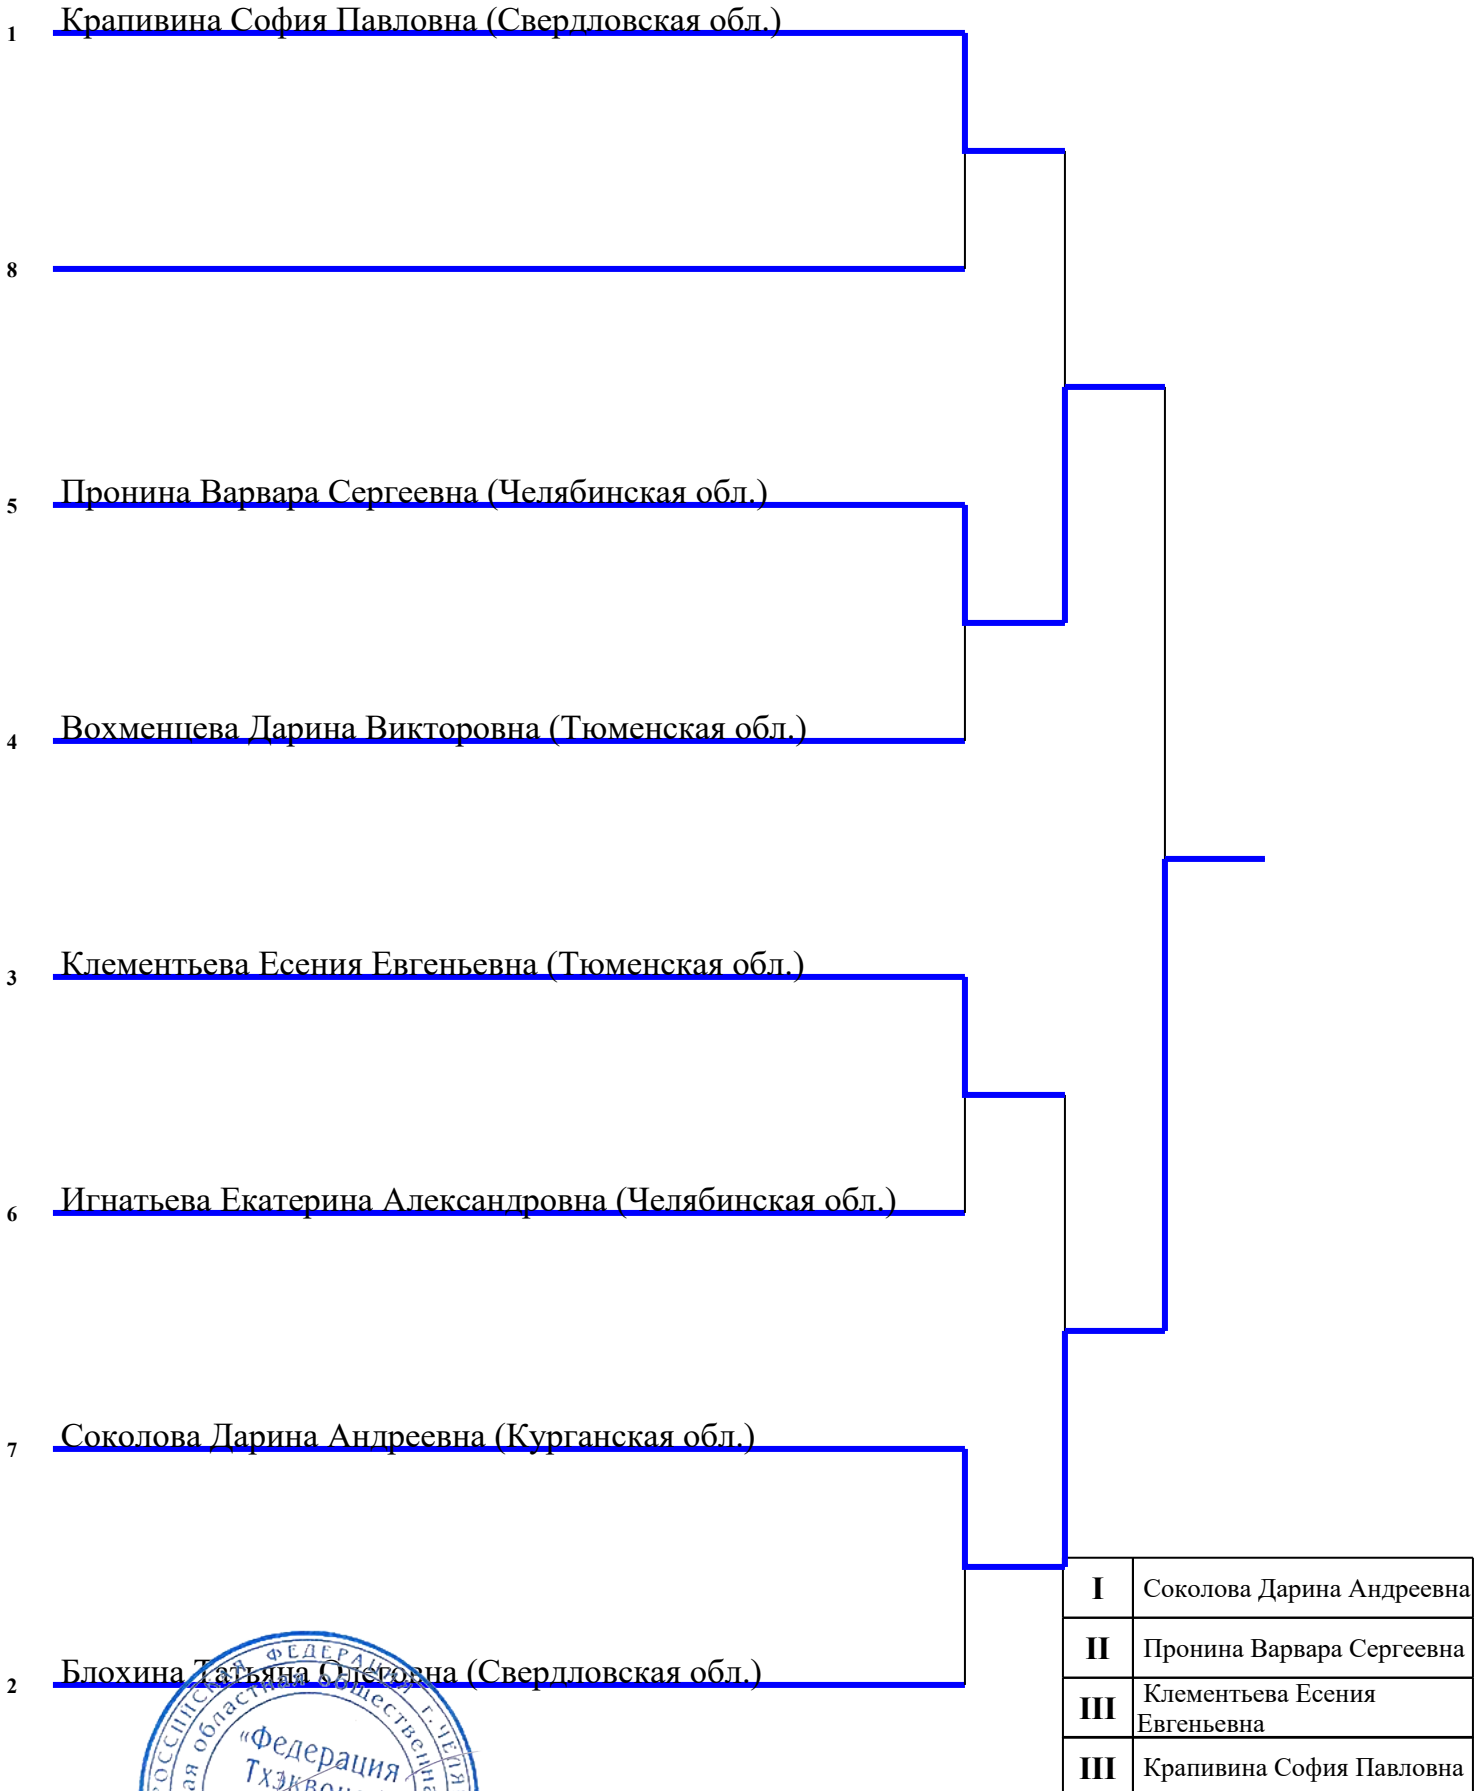 1 Крапивина София Павловна (Свердловская обл.)
8
5 Пронина Варвара Сергеевна (Челябинская обл.)
4 Вохменцева Дарина Викторовна (Тюменская обл.)
3 Клементьева Есения Евгеньевна (Тюменская обл.)
6 Игнатьева Екатерина Александровна (Челябинская обл.)
7 Соколова Дарина Андреевна (Курганская обл.)
2 Блохина Татьяна Олеговна (Свердловская обл.)
I Соколова Дарина Андреевна
II Пронина Варвара Сергеевна
III Клементьева Есения
Евгеньевна
III Крапивина София Павловна
ФЕДЕРАЦИЯ г.
областная
«Федерация